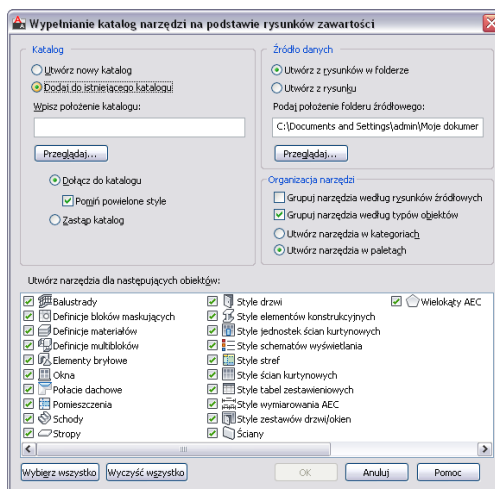 Wypełnianie katalog narzędzi na podstawie rysunków zawartości
Katalog
Utwórz nowy katalog
Dodaj do istniejącego katalogu
Wpisz położenie katalogu:
Przeglądaj...
Dołącz do katalogu
Pomiń powielone style
Zastąp katalog
Źródło danych
Utwórz z rysunków w folderze
Utwórz z rysunku
Podaj położenie folderu źródłowego:
C:\Documents and Settings\admin\Moje dokumer
Przeglądaj...
Organizacja narzędzi
Grupuj narzędzia według rysunków źródłowych
Grupuj narzędzia według typów obiektów
Utwórz narzędzia w kategoriach
Utwórz narzędzia w paletach
Utwórz narzędzia dla następujących obiektów:
Balustrady
Definicje bloków maskujących
Definicje materiałów
Definicje multibloków
Elementy bryłowe
Okna
Połacie dachowe
Pomieszczenia
Schody
Stropy
Style drzwi
Style elementów konstrukcyjnych
Style jednostek ścian kurtynowych
Style schematów wyświetlania
Style stref
Style ścian kurtynowych
Style tabel zestawieniowych
Style wymiarowania AEC
Style zestawów drzwi/okien
Ściany
Wielokąty AEC
Wybierz wszystko
Wyczyść wszystko
OK
Anuluj
Pomoc